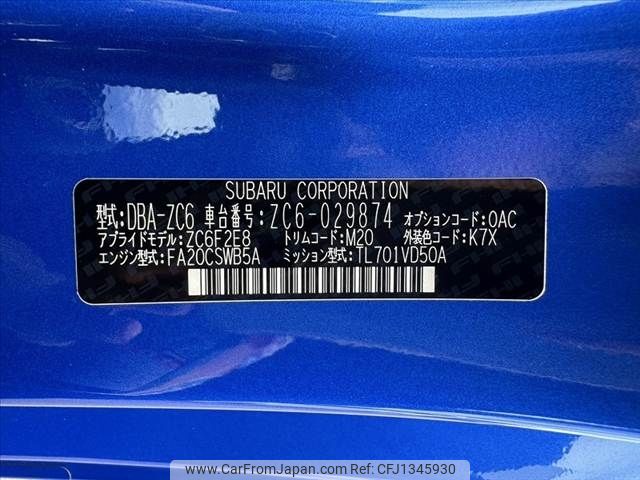 SUBARU CORPORATION
型式:DBA-ZC6 車台番号:ZC6-029874 オプションコード:0AC
アプライドモデル:ZC6F2E8 トリムコード:M20 外装色コード:K7X
エンジン型式:FA20CSWB5A ミッション型式:TL701VD50A
www.carfromjapan.com ref: CFJ1345930